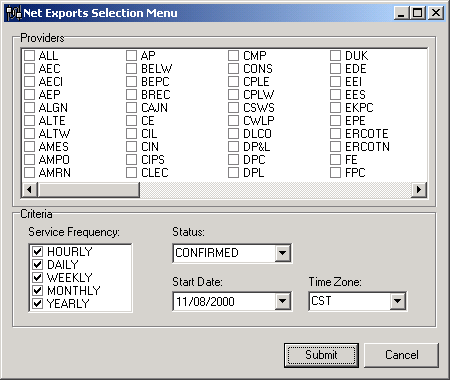 Net Exports Selection Menu
Providers
ALL AP CMP DUK
AEC BELW CONS EDE
AECI BEPC CPLE EEI
AEP BREC CPLW EES
ALGN CAJN CSWS EKPC
ALTE CE CWLP EPE
ALTW CIL DLCO ERCOTE
AMES CIN DP&L ERCOTN
AMPO CIPS DPC FE
AMRN CLEC DPL FPC
Criteria
Service Frequency: Status:
HOURLY CONFIRMED
DAILY
WEEKLY Start Date: Time Zone:
MONTHLY 11/08/2000 CST
YEARLY
Submit Cancel